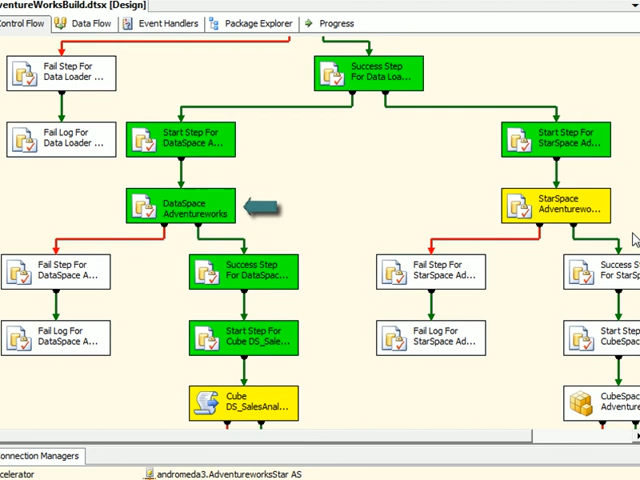 ventureWorksBuild.dtsx [Design]
ontrol Flow
Data Flow
Event Handlers
Package Explorer
Progress
Fail Step For
Data Loader ...
Success Step
For Data Loa...
Fail Log For
Data Loader ...
Start Step For
DataSpace A...
Start Step For
StarSpace Ad...
DataSpace
Adventureworks
StarSpace
Adventurewo...
Fail Step For
DataSpace A...
Success Step
For DataSpac...
Fail Step For
StarSpace Ad...
Success St
For StarSp
Fail Log For
DataSpace A...
Start Step For
Cube DS_Sale...
Fail Log For
StarSpace Ad...
Start Step
CubeSpac
Cube
DS_SalesAnal...
CubeSpac
Adventure
onnection Managers
celerator
andromeda3.AdventureworksStar AS